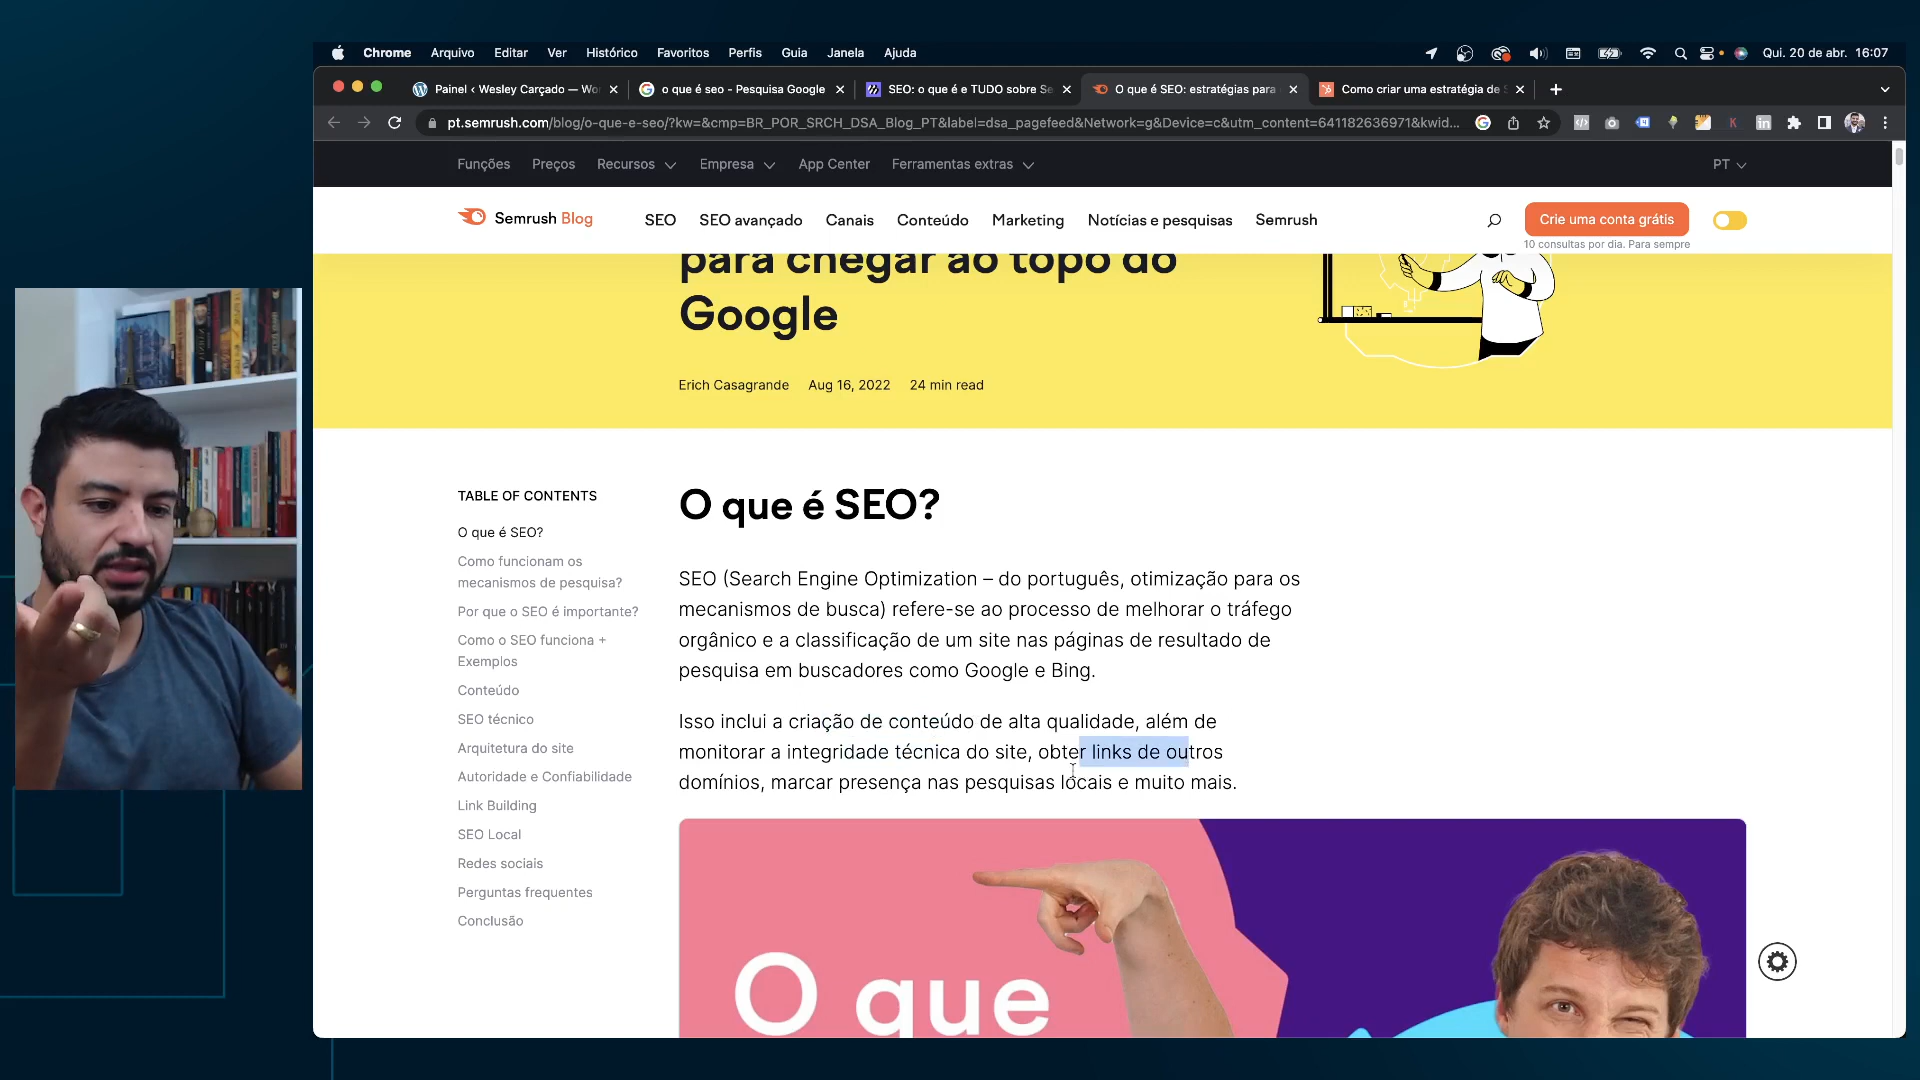 Chrome Arquivo Editar Ver Histórico Favoritos Perfis Guia Janela Ajuda Qui. 20 de abr. 16:07
Painel ‹ Wesley Carçado — Wo
o que é seo - Pesquisa Google
SEO: o que é e TUDO sobre Se
O que é SEO: estratégias para
Como criar uma estratégia de S
pt.semrush.com/blog/o-que-e-seo/?kw=&cmp=BR_POR_SRCH_DSA_Blog_PT&label=dsa_pagefeed&Network=g&Device=c&utm_content=641182636971&kwid...
Funções Preços Recursos Empresa App Center Ferramentas extras PT
Semrush Blog SEO SEO avançado Canais Conteúdo Marketing Notícias e pesquisas Semrush Crie uma conta grátis
10 consultas por dia. Para sempre
para chegar ao topo do
Google
Erich Casagrande Aug 16, 2022 24 min read
TABLE OF CONTENTS
O que é SEO?
Como funcionam os
mecanismos de pesquisa?
Por que o SEO é importante?
Como o SEO funciona +
Exemplos
Conteúdo
SEO técnico
Arquitetura do site
Autoridade e Confiabilidade
Link Building
SEO Local
Redes sociais
Perguntas frequentes
Conclusão
O que é SEO?
SEO (Search Engine Optimization – do português, otimização para os
mecanismos de busca) refere-se ao processo de melhorar o tráfego
orgânico e a classificação de um site nas páginas de resultado de
pesquisa em buscadores como Google e Bing.
Isso inclui a criação de conteúdo de alta qualidade, além de
monitorar a integridade técnica do site, obter links de outros
domínios, marcar presença nas pesquisas locais e muito mais.
O que